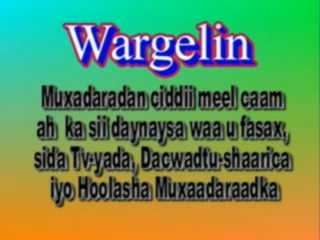 Wargelin
Muxadaradan ciddii meel caam
ah ka sii daynaysa waa u fasax,
sida Tv-yada, Dacwadtu-shaarica
iyo Hoolasha Muxaadaraadka